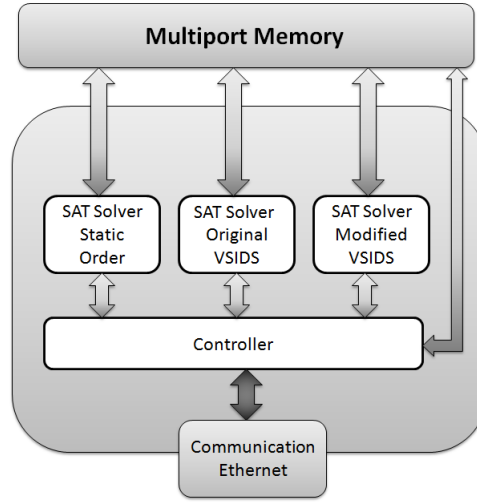 Multiport Memory
SAT Solver
Static
Order
SAT Solver
Original
VSIDS
SAT Solver
Modified
VSIDS
Controller
Communication
Ethernet